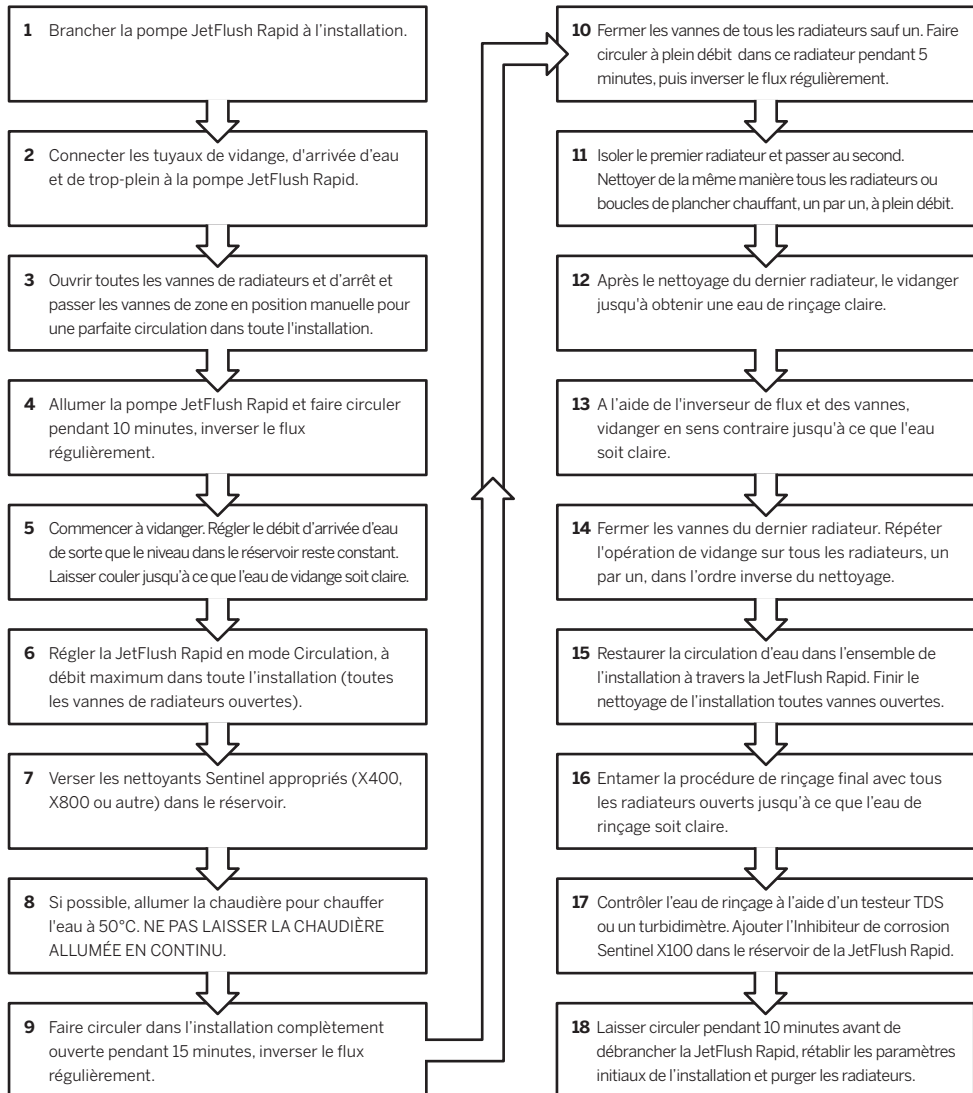 1 Brancher la pompe JetFlush Rapid à l'installation.
2 Connecter les tuyaux de vidange, d'arrivée d'eau
et de trop-plein à la pompe JetFlush Rapid.
3 Ouvrir toutes les vannes de radiateurs et d'arrêt et
passer les vannes de zone en position manuelle pour
une parfaite circulation dans toute l'installation.
4 Allumer la pompe JetFlush Rapid et faire circuler
pendant 10 minutes, inverser le flux
régulièrement.
5 Commencer à vidanger. Régler le débit d'arrivée d'eau
de sorte que le niveau dans le réservoir reste constant.
Laisser couler jusqu'à ce que l'eau de vidange soit claire.
6 Régler la JetFlush Rapid en mode Circulation, à
débit maximum dans toute l'installation (toutes
les vannes de radiateurs ouvertes).
7 Verser les nettoyants Sentinel appropriés (X400,
X800 ou autre) dans le réservoir.
8 Si possible, allumer la chaudière pour chauffer
l'eau à 50°C. NE PAS LAISSER LA CHAUDIÈRE
ALLUMÉE EN CONTINU.
9 Faire circuler dans l'installation complètement
ouverte pendant 15 minutes, inverser le flux
régulièrement.
10 Fermer les vannes de tous les radiateurs sauf un. Faire
circuler à plein débit dans ce radiateur pendant 5
minutes, puis inverser le flux régulièrement.
11 Isoler le premier radiateur et passer au second.
Nettoyer de la même manière tous les radiateurs ou
boucles de plancher chauffant, un par un, à plein débit.
12 Après le nettoyage du dernier radiateur, le vidanger
jusqu'à obtenir une eau de rinçage claire.
13 A l'aide de l'inverseur de flux et des vannes,
vidanger en sens contraire jusqu'à ce que l'eau
soit claire.
14 Fermer les vannes du dernier radiateur. Répéter
l'opération de vidange sur tous les radiateurs, un
par un, dans l'ordre inverse du nettoyage.
15 Restaurer la circulation d'eau dans l'ensemble de
l'installation à travers la JetFlush Rapid. Finir le
nettoyage de l'installation toutes vannes ouvertes.
16 Entamer la procédure de rinçage final avec tous
les radiateurs ouverts jusqu'à ce que l'eau de
rinçage soit claire.
17 Contrôler l'eau de rinçage à l'aide d'un testeur TDS
ou un turbidimètre. Ajouter l'Inhibiteur de corrosion
Sentinel X100 dans le réservoir de la JetFlush Rapid.
18 Laisser circuler pendant 10 minutes avant de
débrancher la JetFlush Rapid, rétablir les paramètres
initiaux de l'installation et purger les radiateurs.